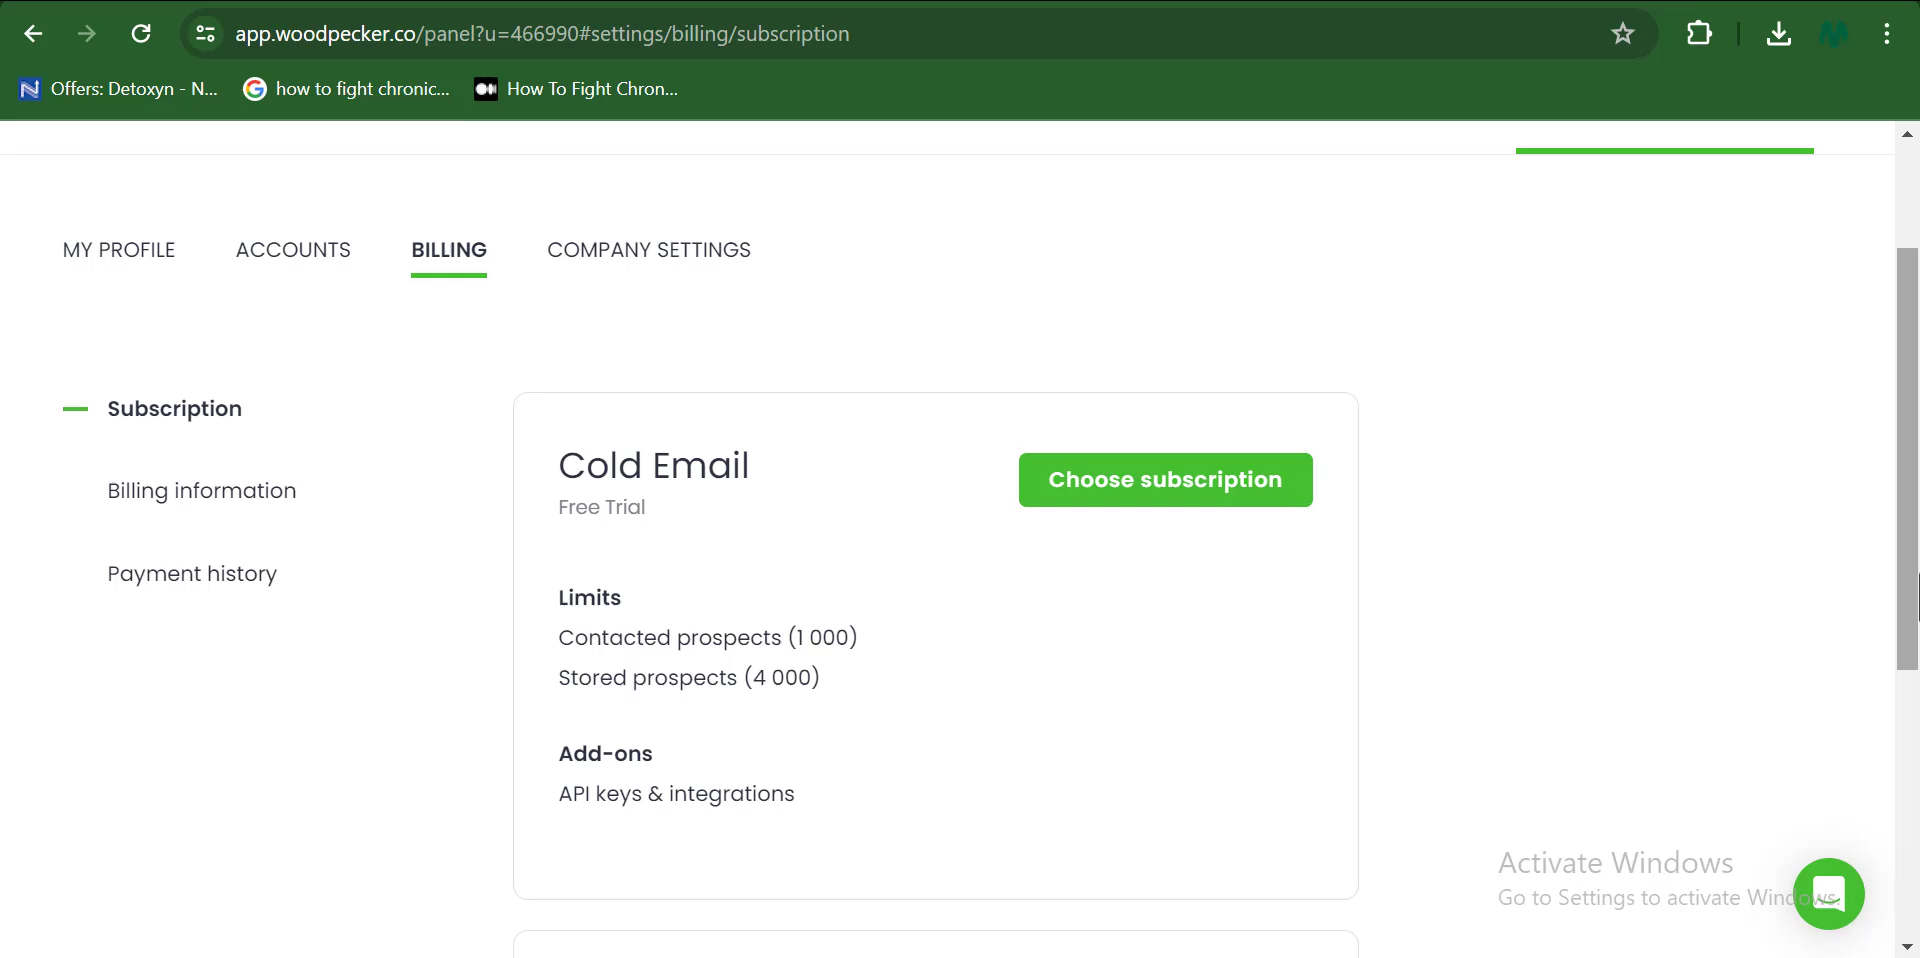 app.woodpecker.co/panel?u=466990#settings/billing/subscription
Offers: Detoxyn - N... how to fight chronic... How To Fight Chron...
MY PROFILE ACCOUNTS BILLING COMPANY SETTINGS
Subscription
Billing information
Payment history
Cold Email
Free Trial
Choose subscription
Limits
Contacted prospects (1 000)
Stored prospects (4 000)
Add-ons
API keys & integrations
Activate Windows
Go to Settings to activate Windows.